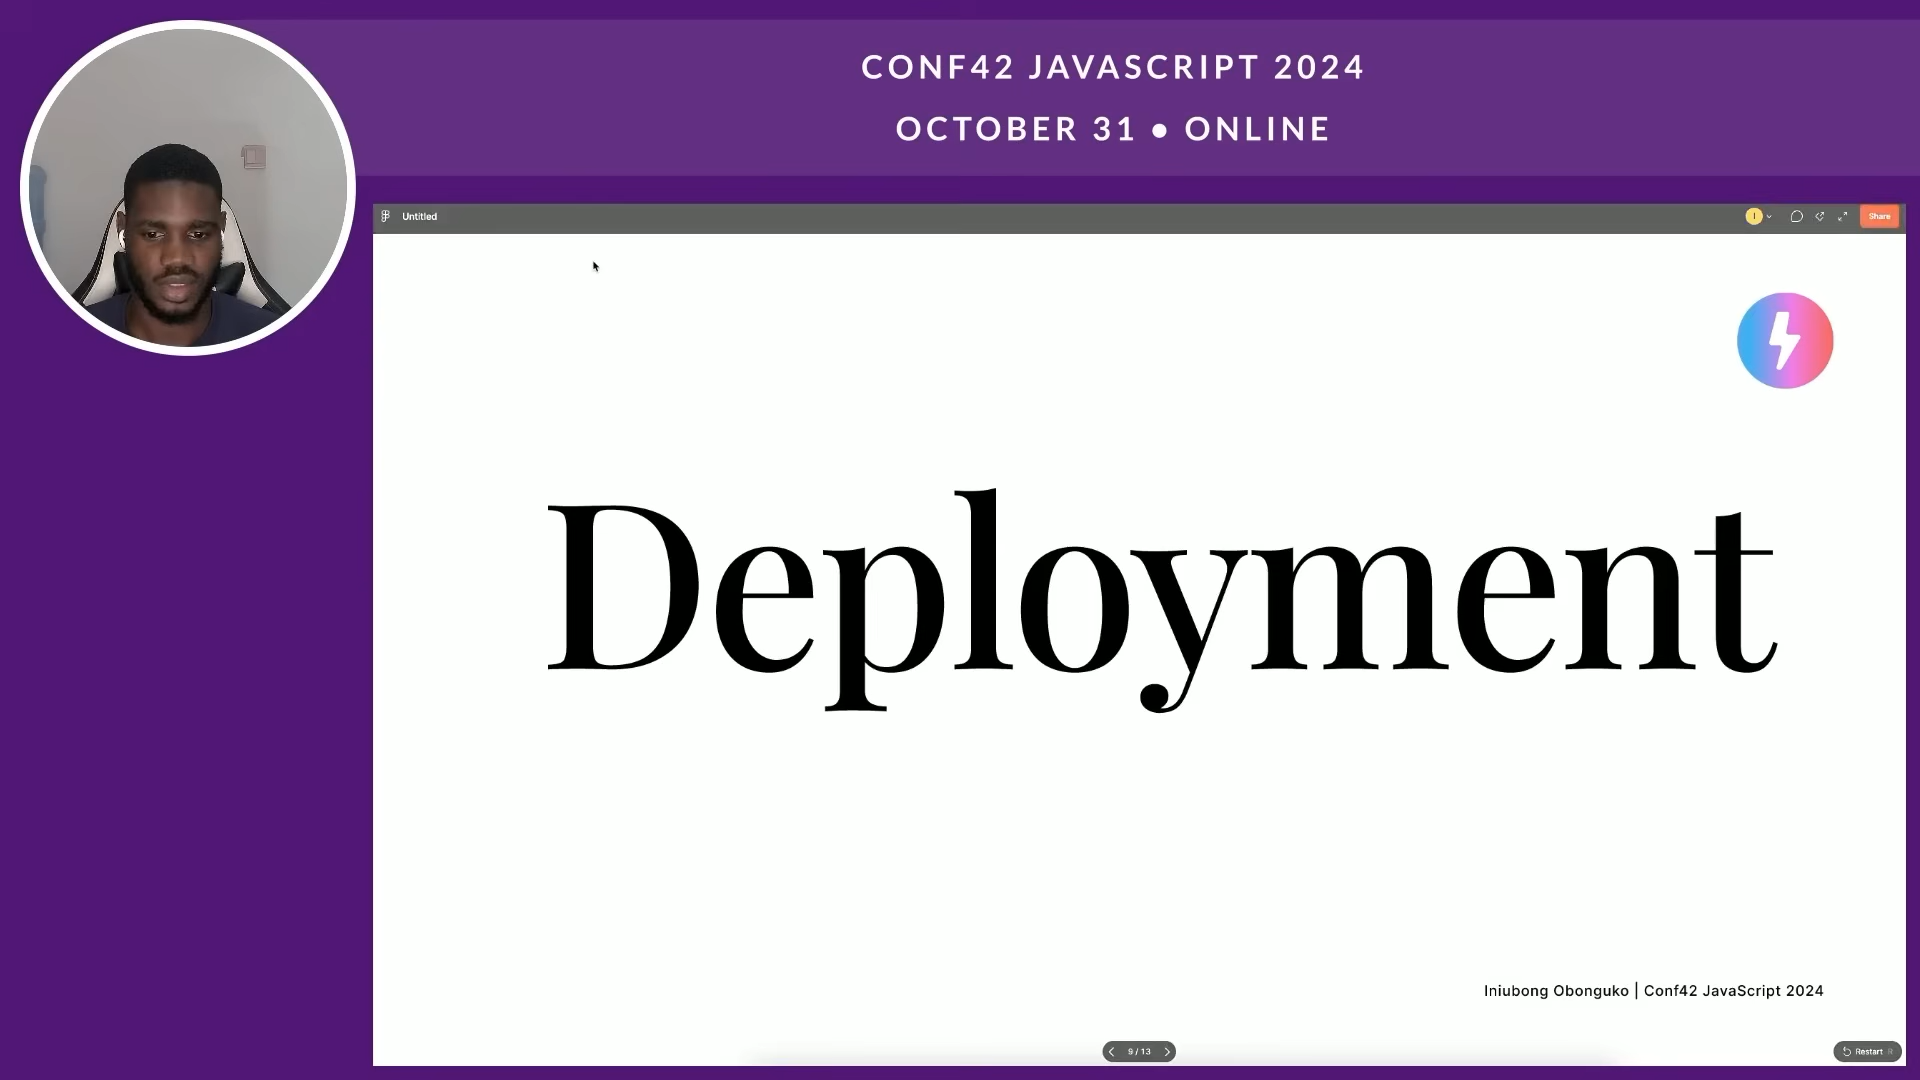 CONF42 JAVASCRIPT 2024
OCTOBER 31 • ONLINE
Untitled
I
Share
Deployment
Iniubong Obonguko | Conf42 JavaScript 2024
9 / 13
Restart R